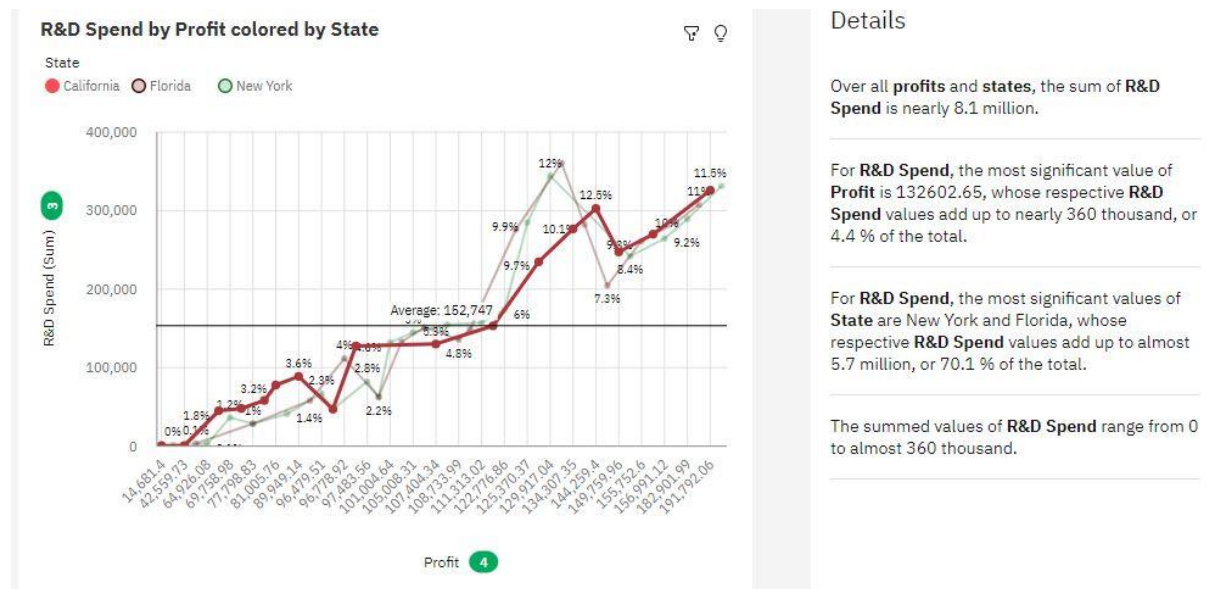 R&D Spend by Profit colored by State
State
California
Florida
New York
400,000
300,000
200,000
100,000
0
R&D Spend (Sum) 3
12%
11.5%
11%
12.5%
9.9%
10.1%
10%
9.2%
9.7%
8.4%
7.3%
Average: 152,747
6%
5.3%
4%
4.8%
3.6%
2.8%
2.3%
3.2%
2.2%
1.2%
1.8%
1%
1.4%
0%
0.1%
14,681.4
42,559.73
64,926.08
69,758.98
77,798.83
81,005.76
89,949.14
96,479.51
96,778.92
97,483.56
101,004.64
105,008.31
107,404.34
108,733.99
111,313.02
122,776.86
125,370.37
129,917.04
134,307.35
144,259.4
149,759.96
155,752.6
156,991.12
182,901.99
191,792.06
Profit 4
Details
Over all profits and states, the sum of R&D
Spend is nearly 8.1 million.
For R&D Spend, the most significant value of
Profit is 132602.65, whose respective R&D
Spend values add up to nearly 360 thousand, or
4.4 % of the total.
For R&D Spend, the most significant values of
State are New York and Florida, whose
respective R&D Spend values add up to almost
5.7 million, or 70.1 % of the total.
The summed values of R&D Spend range from 0
to almost 360 thousand.